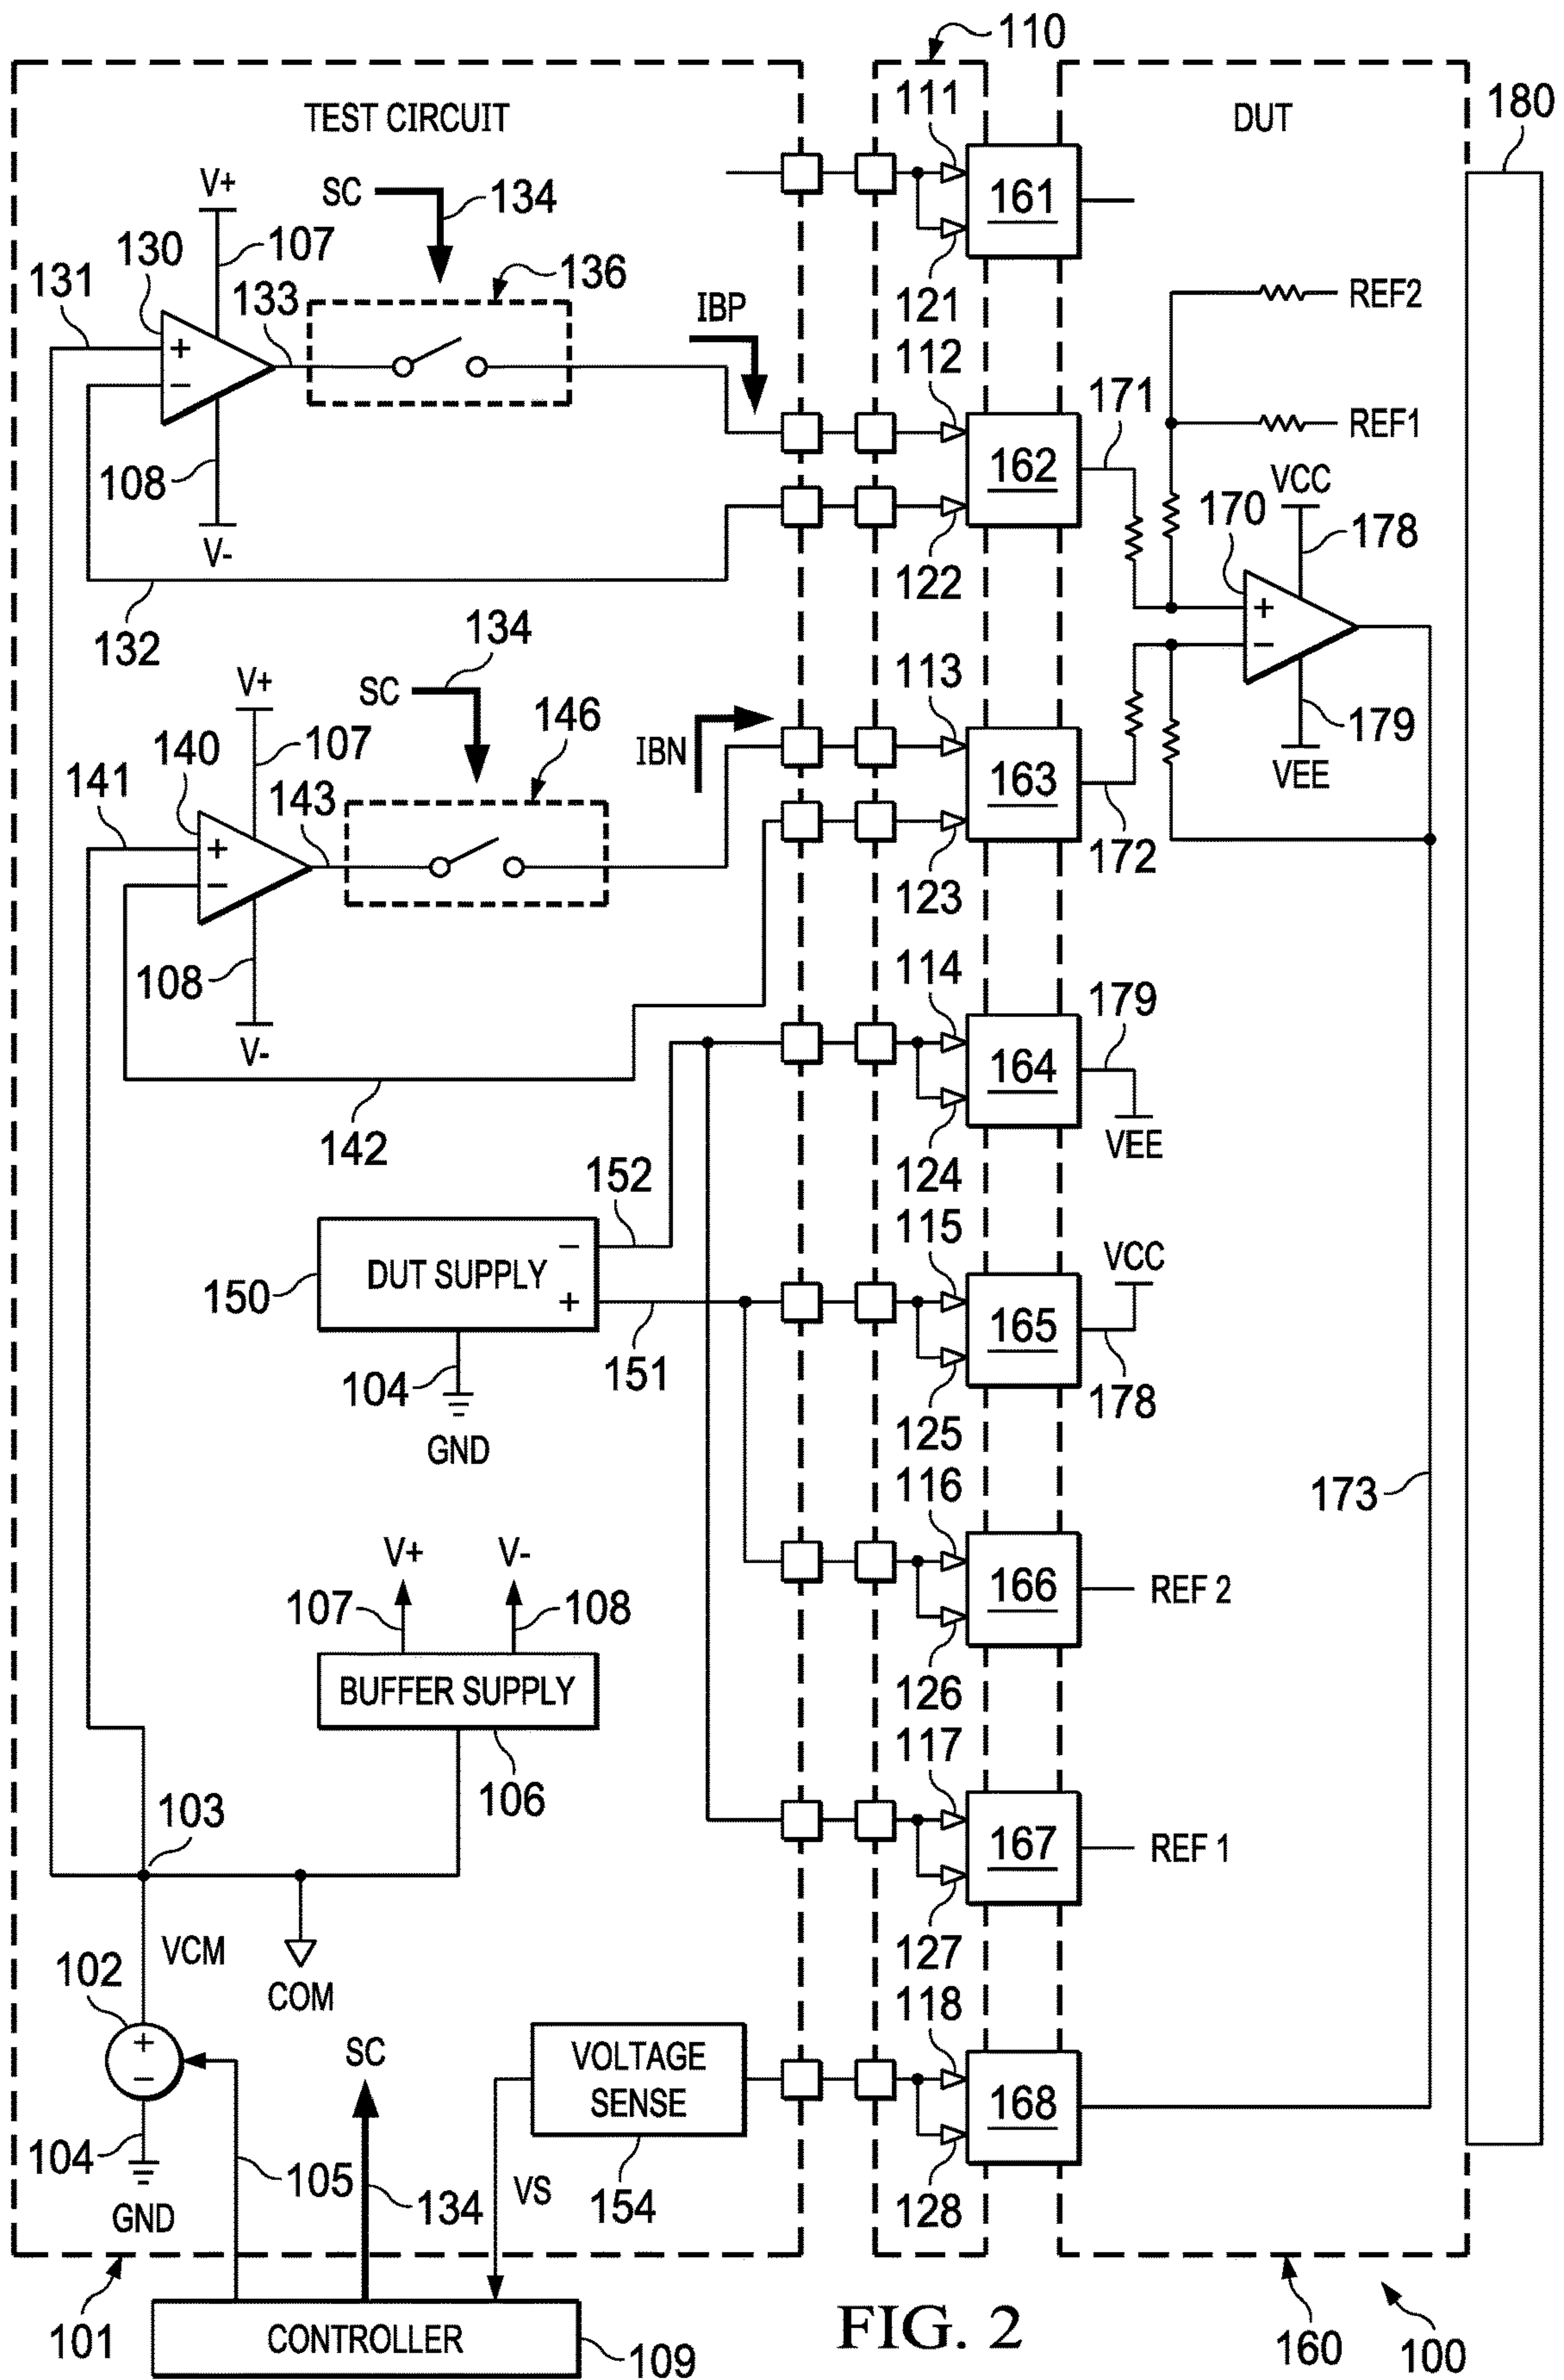 110
TEST CIRCUIT
111
DUT
180
V+
SC
134
161
130
107
136
131
133
IBP
121
REF2
112
171
REF1
108
162
VCC
170
178
V-
122
132
134
V+
SC
113
179
146
IBN
140
107
163
VEE
141
143
123
172
108
114
179
V-
164
142
124
VEE
152
115
VCC
150
DUT SUPPLY
-
+
165
104
151
125
178
GND
116
173
V+
V-
166
REF 2
107
108
126
BUFFER SUPPLY
117
106
103
167
REF 1
VCM
127
102
COM
118
SC
VOLTAGE
SENSE
168
104
105
134
VS
154
128
GND
101
CONTROLLER
109
FIG. 2
160
100